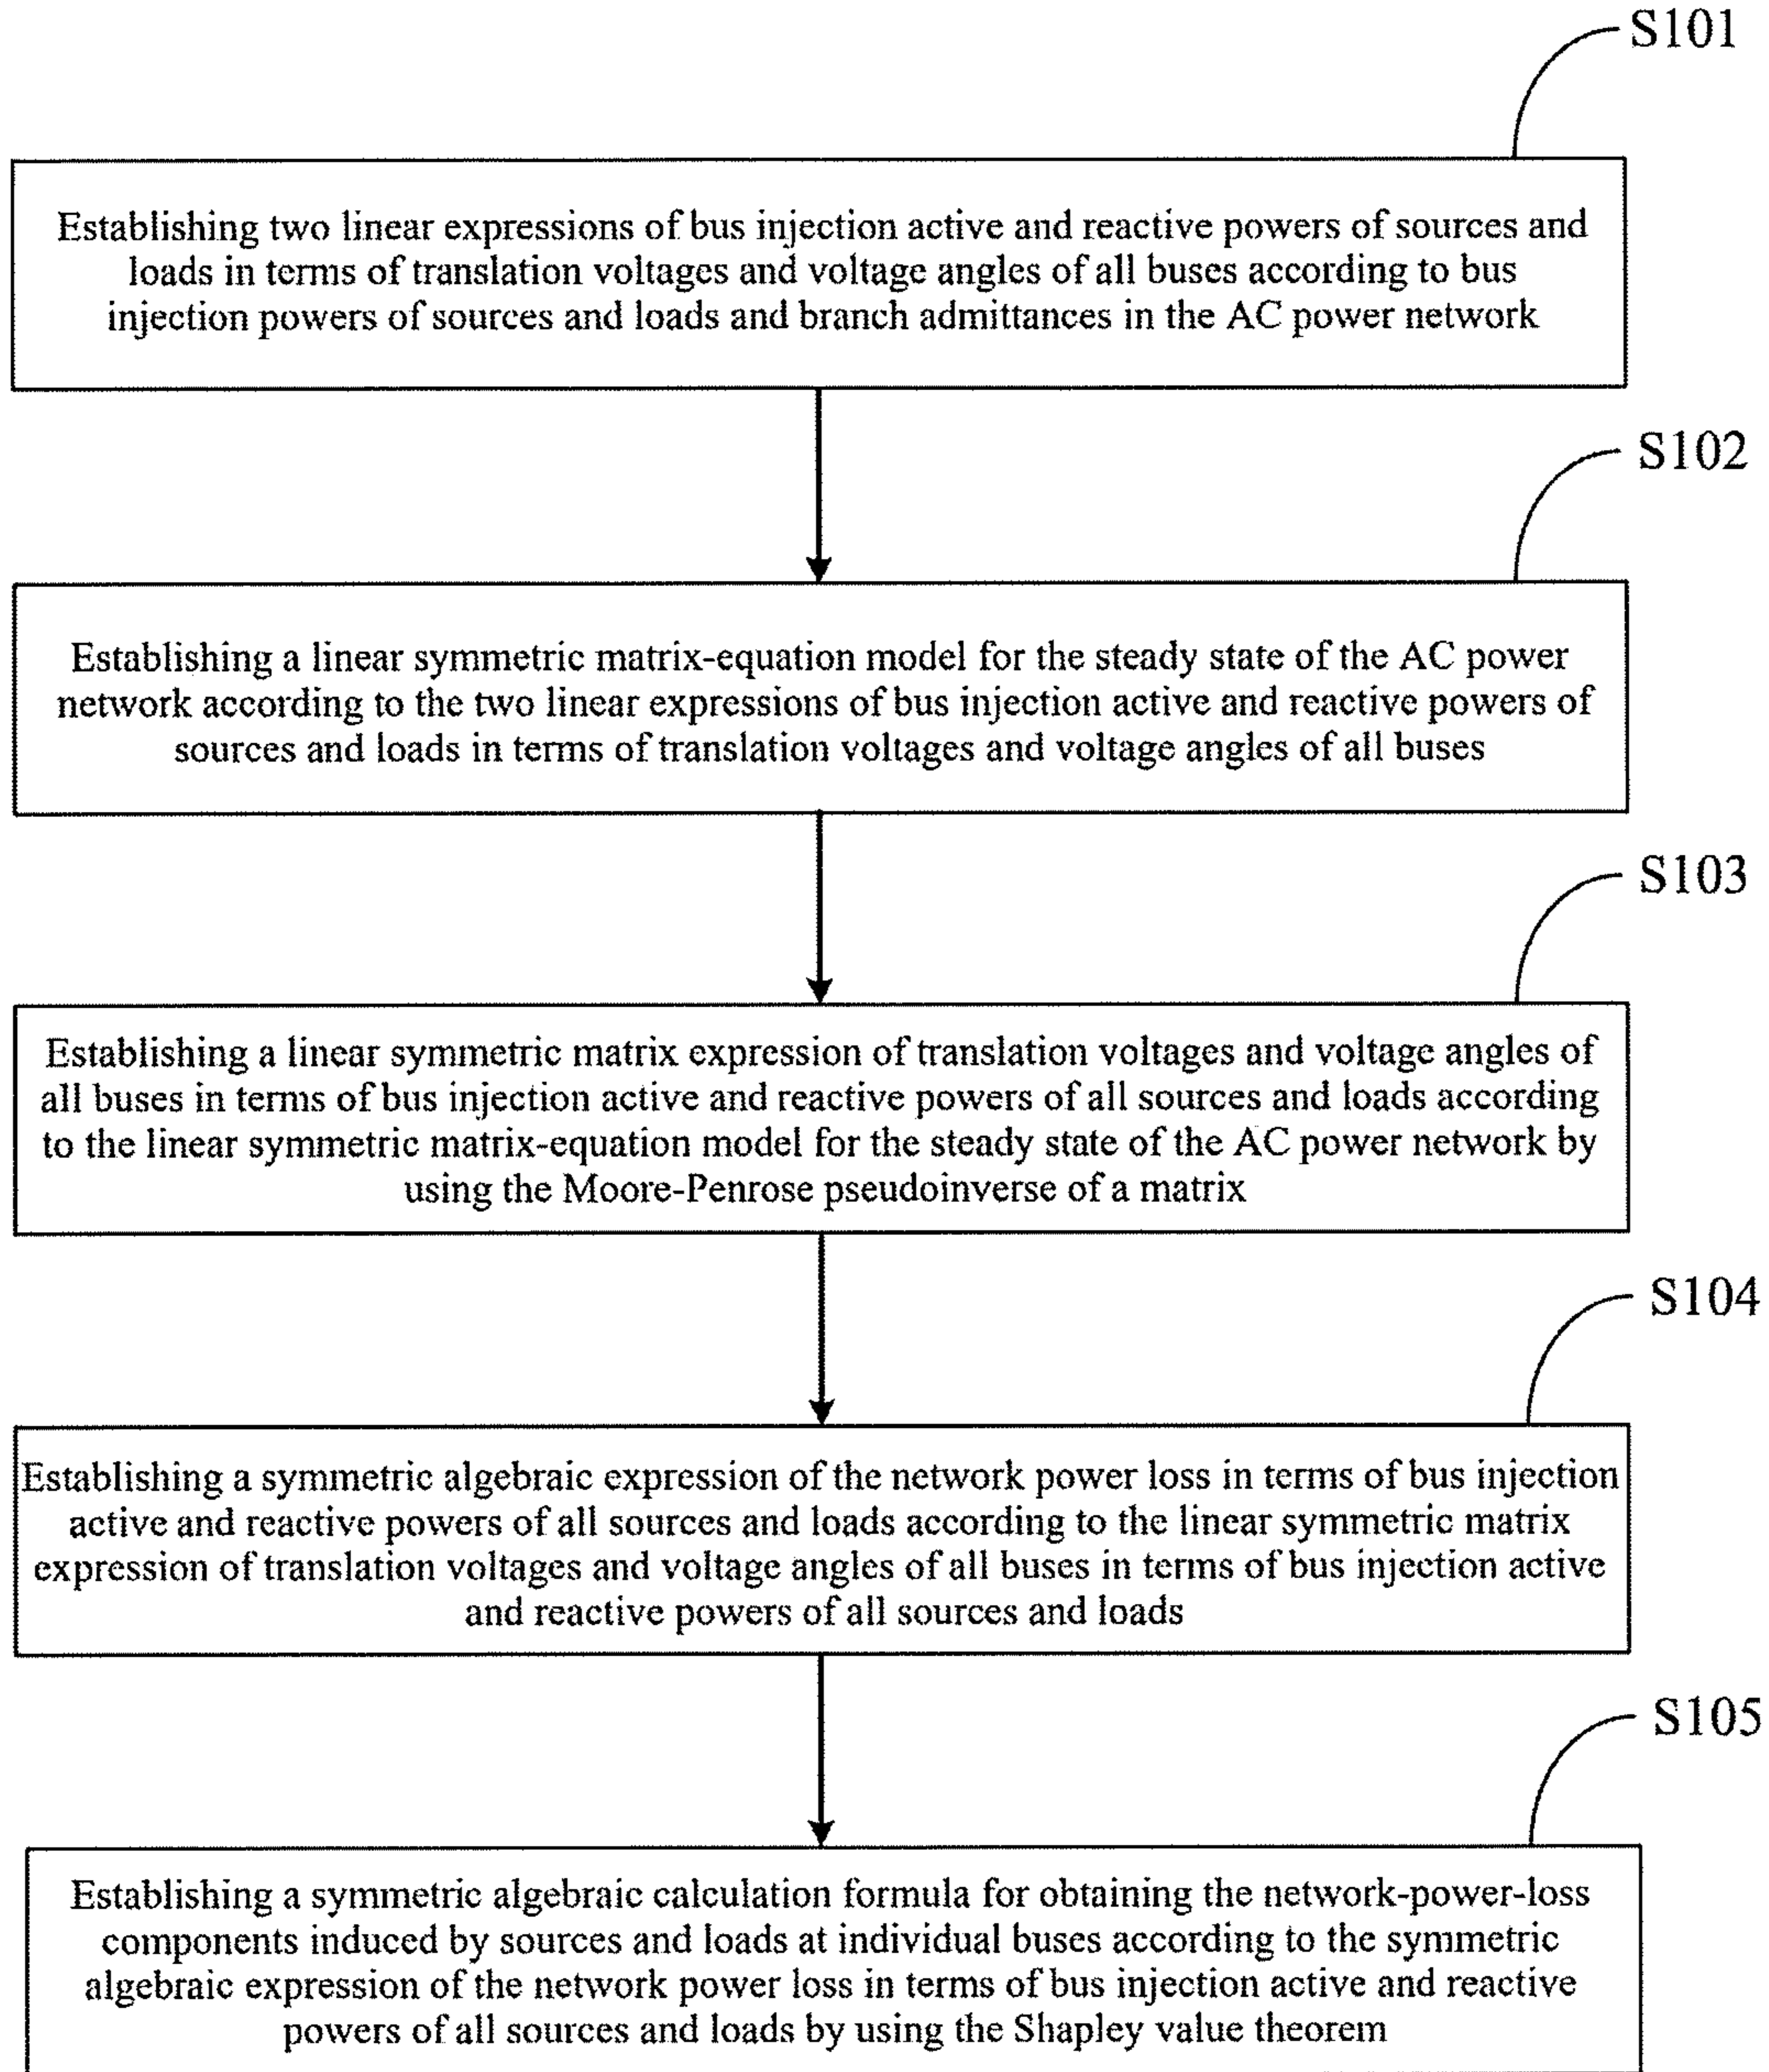 S101
Establishing two linear expressions of bus injection active and reactive powers of sources and
loads in terms of translation voltages and voltage angles of all buses according to bus
injection powers of sources and loads and branch admittances in the AC power network
S102
Establishing a linear symmetric matrix-equation model for the steady state of the AC power
network according to the two linear expressions of bus injection active and reactive powers of
sources and loads in terms of translation voltages and voltage angles of all buses
S103
Establishing a linear symmetric matrix expression of translation voltages and voltage angles of
all buses in terms of bus injection active and reactive powers of all sources and loads according
to the linear symmetric matrix-equation model for the steady state of the AC power network by
using the Moore-Penrose pseudoinverse of a matrix
S104
Establishing a symmetric algebraic expression of the network power loss in terms of bus injection
active and reactive powers of all sources and loads according to the linear symmetric matrix
expression of translation voltages and voltage angles of all buses in terms of bus injection active
and reactive powers of all sources and loads
S105
Establishing a symmetric algebraic calculation formula for obtaining the network-power-loss
components induced by sources and loads at individual buses according to the symmetric
algebraic expression of the network power loss in terms of bus injection active and reactive
powers of all sources and loads by using the Shapley value theorem